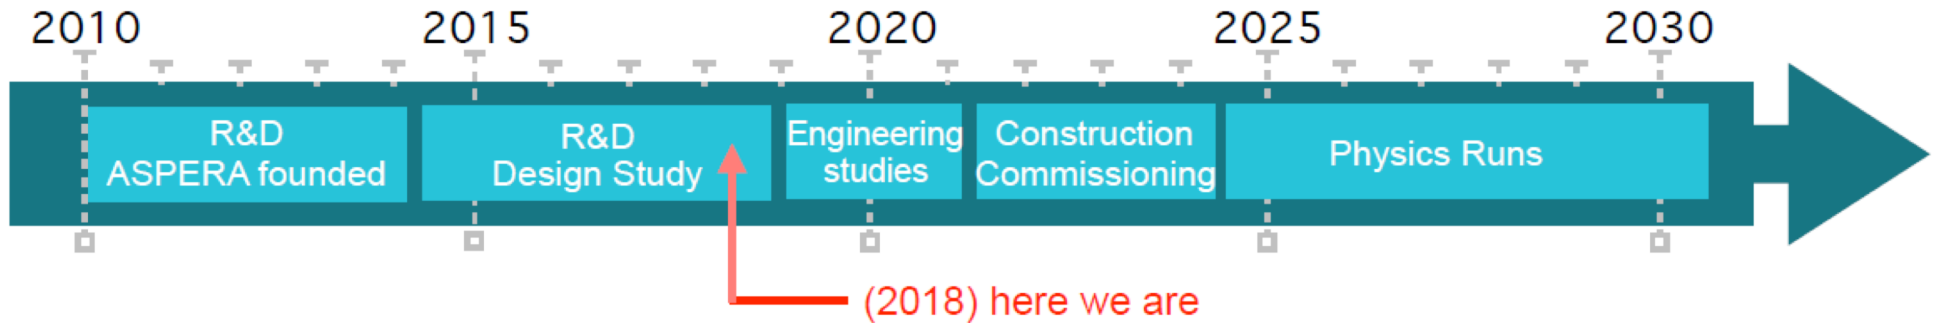 2010 2015 2020 2025 2030
R&D
ASPERA founded
R&D
Design Study
Engineering
studies
Construction
Commissioning
Physics Runs
(2018) here we are